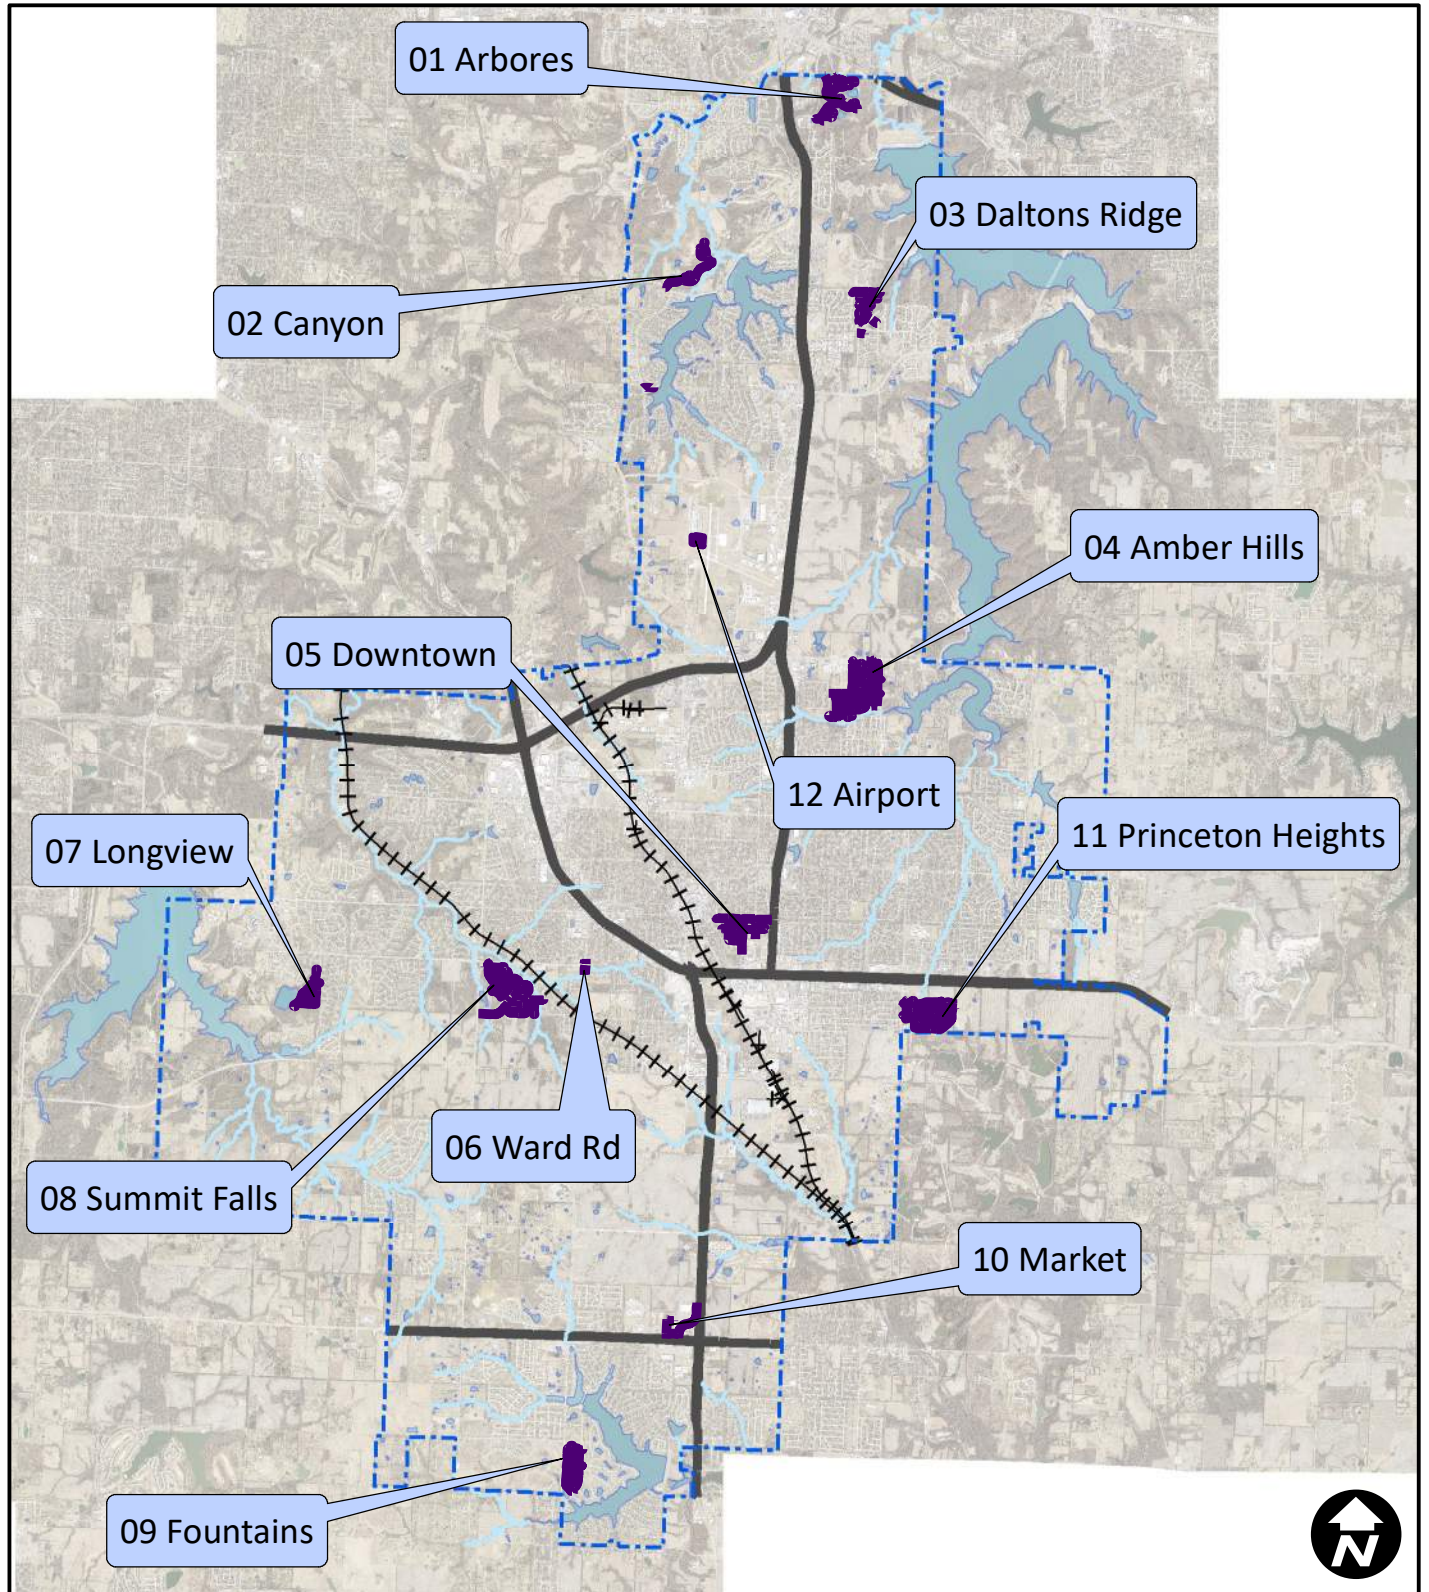 01 Arbores
03 Daltons Ridge
02 Canyon
04 Amber Hills
05 Downtown
12 Airport
11 Princeton Heights
07 Longview
06 Ward Rd
08 Summit Falls
10 Market
09 Fountains
N